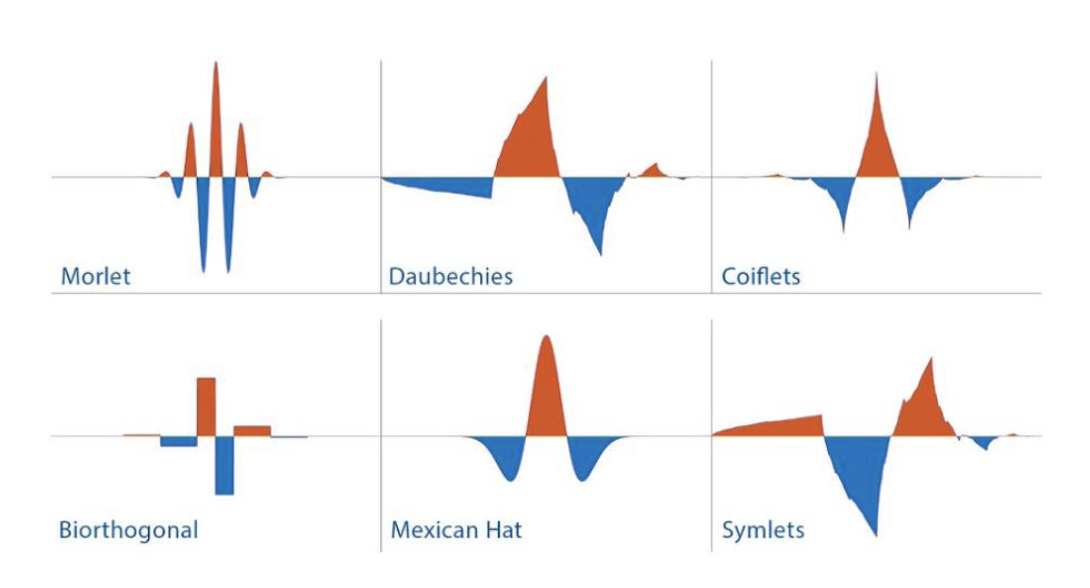 Morlet
Daubechies
Coiflets
Biorthogonal
Mexican Hat
Symlets